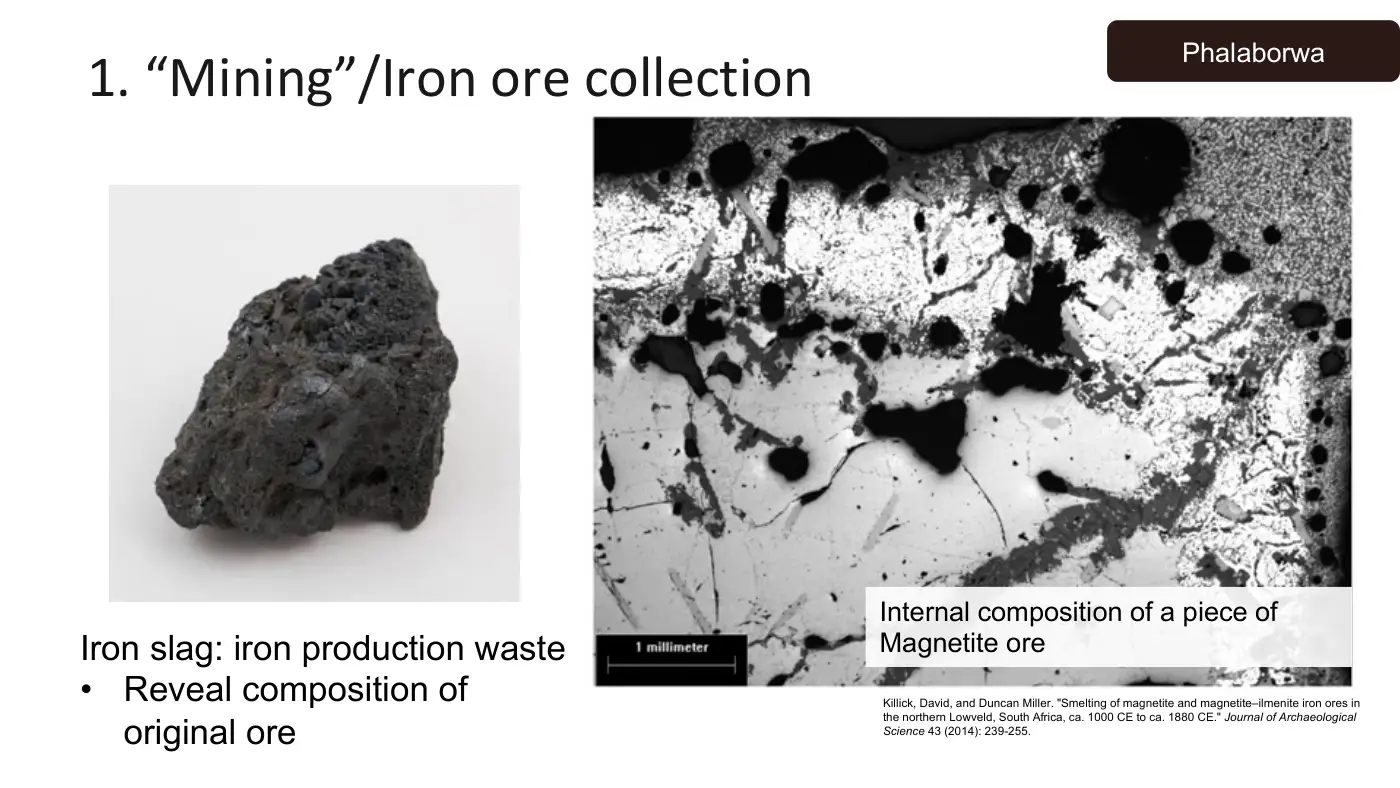 Phalaborwa
1. “Mining”/Iron ore collection
Iron slag: iron production waste
• Reveal composition of
original ore
1 millimeter
Internal composition of a piece of
Magnetite ore
Killick, David, and Duncan Miller. "Smelting of magnetite and magnetite–ilmenite iron ores in
the northern Lowveld, South Africa, ca. 1000 CE to ca. 1880 CE." Journal of Archaeological
Science 43 (2014): 239-255.